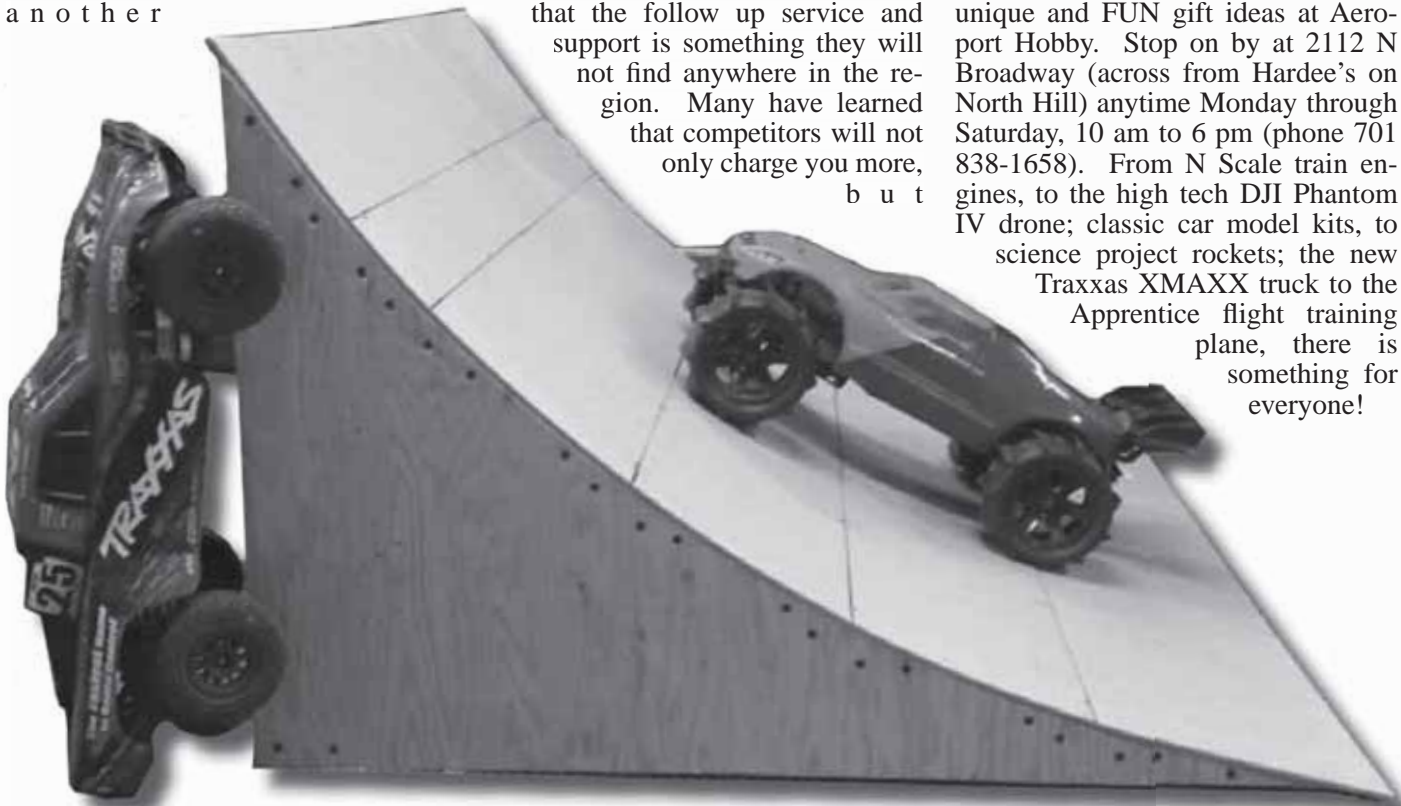 another
that the follow up service and
support is something they will
not find anywhere in the re-
gion. Many have learned
that competitors will not
only charge you more,
but
unique and FUN gift ideas at Aero-
port Hobby. Stop on by at 2112 N
Broadway (across from Hardee's on
North Hill) anytime Monday through
Saturday, 10 am to 6 pm (phone 701
838-1658). From N Scale train en-
gines, to the high tech DJI Phantom
IV drone; classic car model kits, to
science project rockets; the new
Traxxas XMAXX truck to the
Apprentice flight training
plane, there is
something for
everyone!
TRAXXAS
25